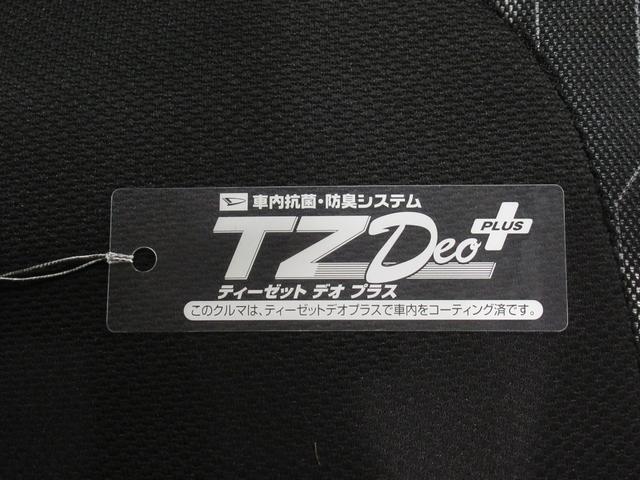 車内抗菌・防臭システム
TZ Deo PLUS
ティーゼット デオ プラス
このクルマは、ティーゼットデオプラスで車内をコーティング済です。